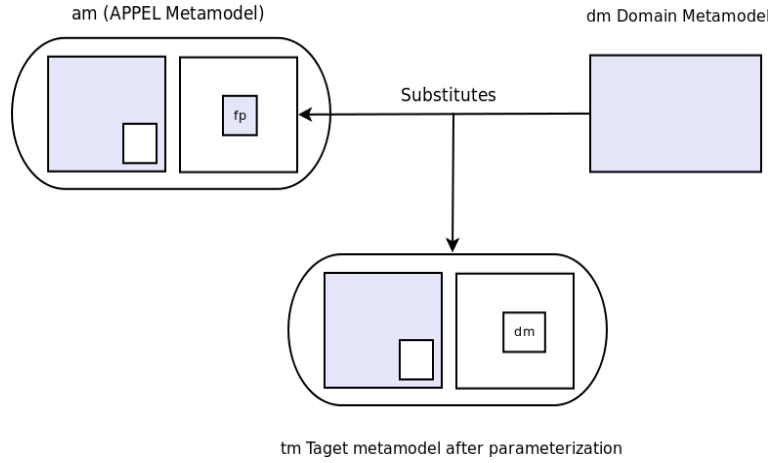 am (APPEL Metamodel)
dm Domain Metamodel
fp
Substitutes
dm
tm Taget metamodel after parameterization